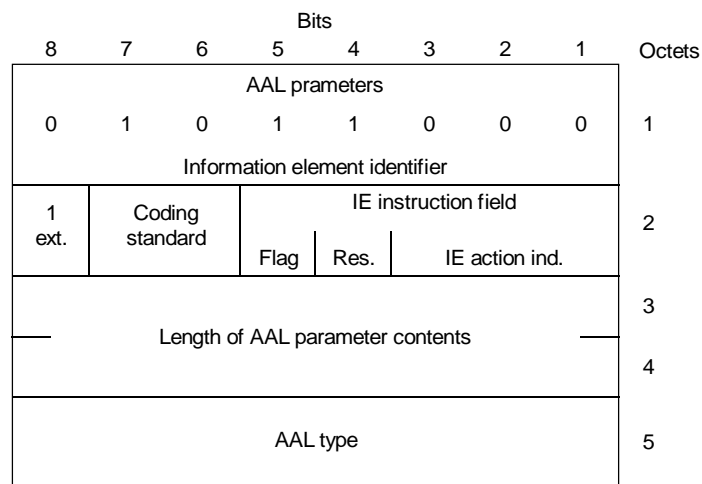 Bits
8 7 6 5 4 3 2 1 Octets
AAL prameters
0 1 0 1 1 0 0 0 1
Information element identifier
1 ext. Coding standard IE instruction field 2
Flag Res. IE action ind.
3
Length of AAL parameter contents
4
AAL type 5